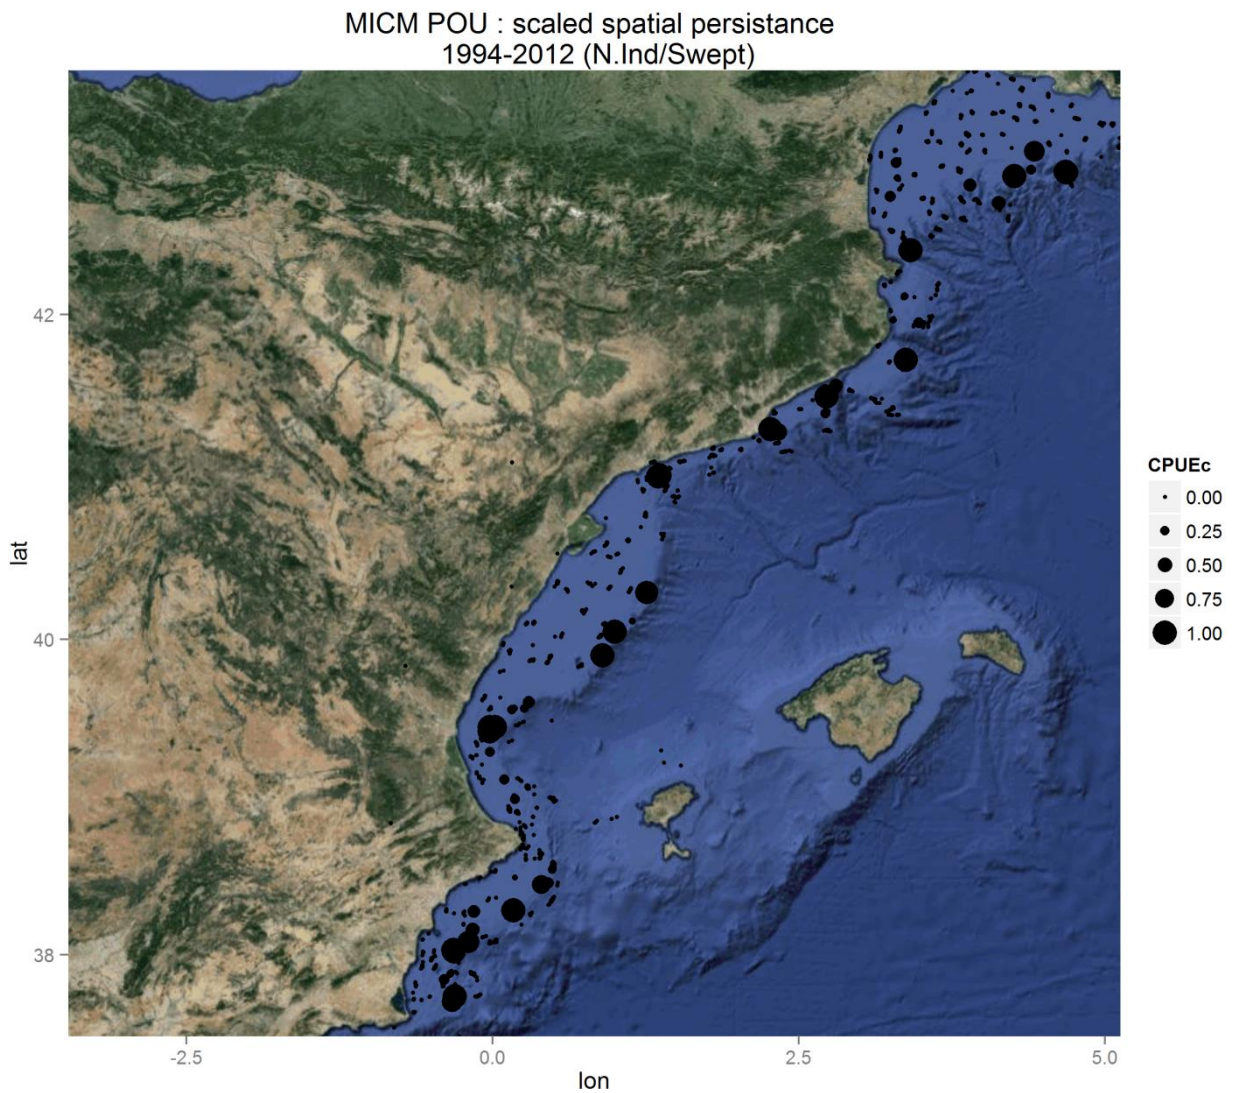 MICM POU : scaled spatial persistance
1994-2012 (N.Ind/Swept)
lat
42
40
38
-2.5
0.0
2.5
5.0
lon
CPUEc
0.00
0.25
0.50
0.75
1.00